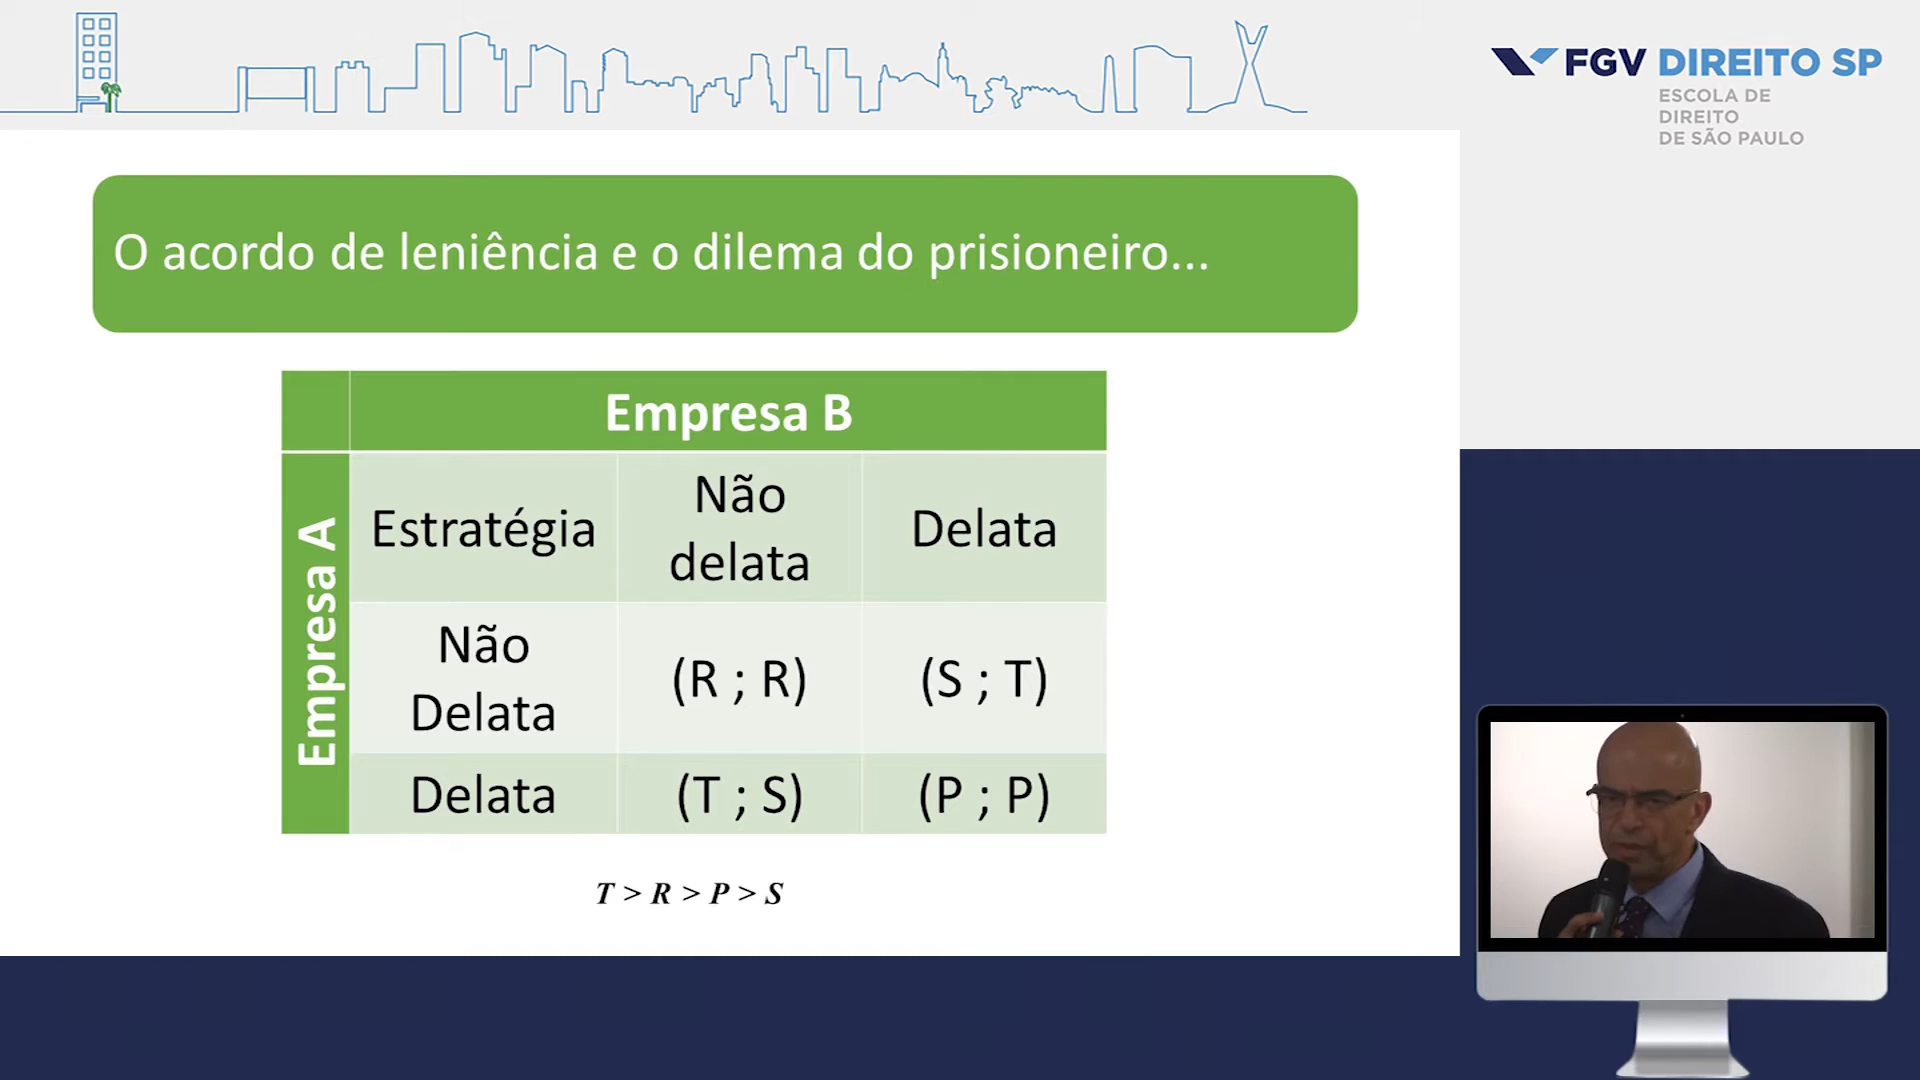 FGV DIREITO SP
ESCOLA DE
DIREITO
DE SÃO PAULO
O acordo de leniência e o dilema do prisioneiro...
Empresa B
Empresa A
Estratégia
Não
delata
Delata
Não
Delata
(R ; R)
(S ; T)
Delata
(T ; S)
(P ; P)
T > R > P > S